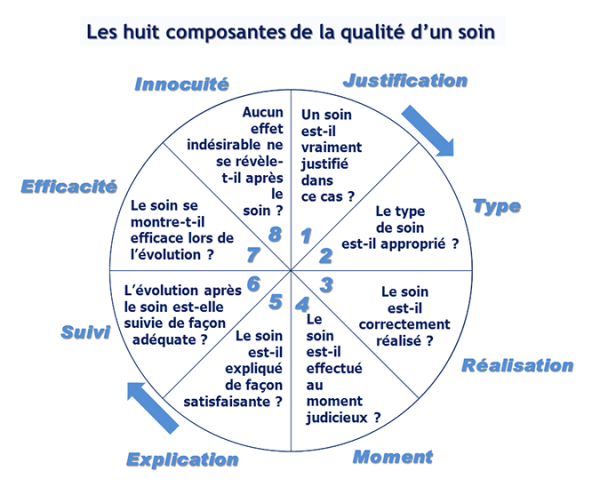 Les huit composantes de la qualité d'un soin
Justification
Un soin
est-il
vraiment
justifié
dans
ce cas ?
1
Type
Le type
de soin
est-il approprié ?
2
Réalisation
3
Le soin
est-il
correctement
réalisé ?
Moment
4
Le
soin
est-il
effectué
au
moment
judicieux ?
Explication
5
Le soin
est-il
expliqué
de façon
satisfaisante ?
Suivi
6
L'évolution après
le soin est-elle
suivie de façon
adéquate ?
Efficacité
Le soin se
montre-t-il
efficace lors de
l'évolution ?
7
Innocuité
Aucun
effet
indésirable ne
se révèle-
t-il après
le
soin ?
8